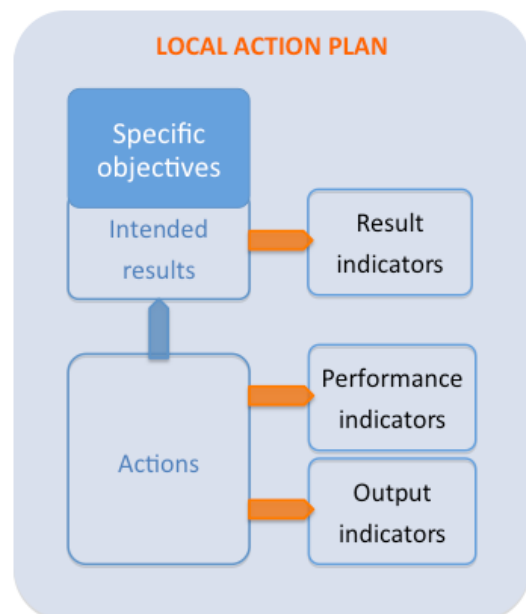 LOCAL ACTION PLAN
Specific
objectives
Intended
results
Result
indicators
Actions
Performance
indicators
Output
indicators